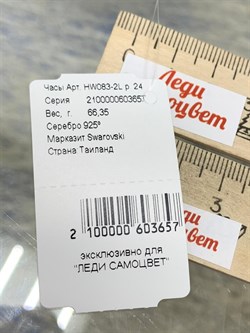 Часы Арт. HW083-2L р. 24
Серия 2100000603657
Вес, г. 66,35
Серебро 925°
Марказит Swarovski
Страна Таиланд
2 100000 603657
эксклюзивно для
"ЛЕДИ САМОЦВЕТ"
Леди